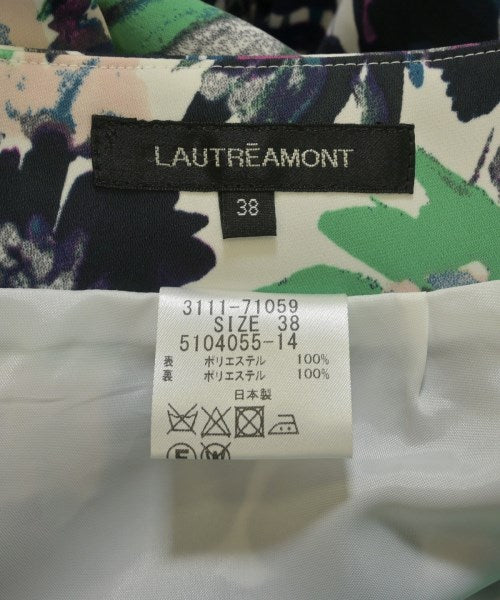 LAUTRÉAMONT
38
3111-71059
SIZE 38
5104055-14
表 ポリエステル 100%
裏 ポリエステル 100%
日本製